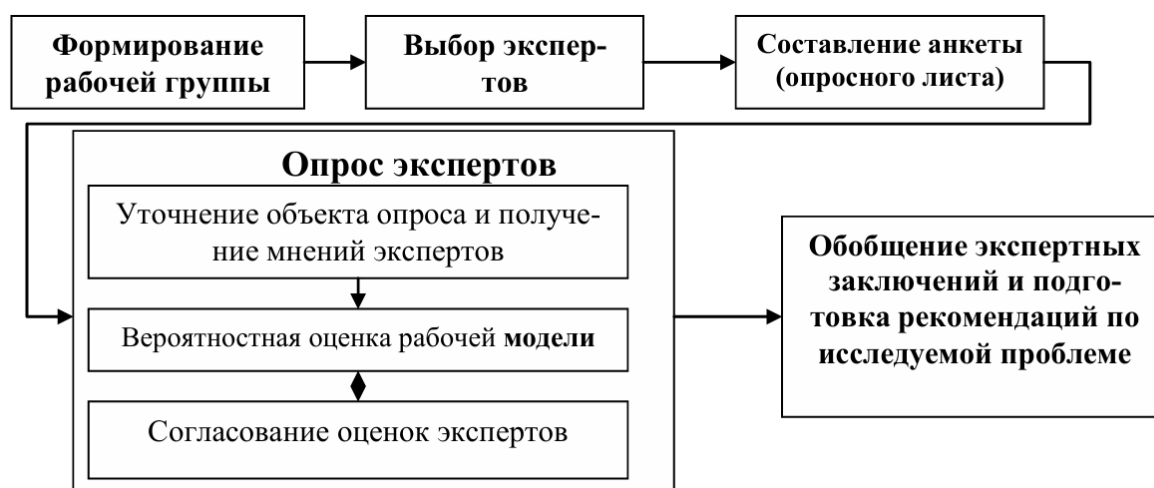 Формирование
рабочей группы
Выбор экспер-
тов
Составление анкеты
(опросного листа)
Опрос экспертов
Уточнение объекта опроса и получе-
ние мнений экспертов
Вероятностная оценка рабочей модели
Согласование оценок экспертов
Обобщение экспертных
заключений и подго-
товка рекомендаций по
исследуемой проблеме